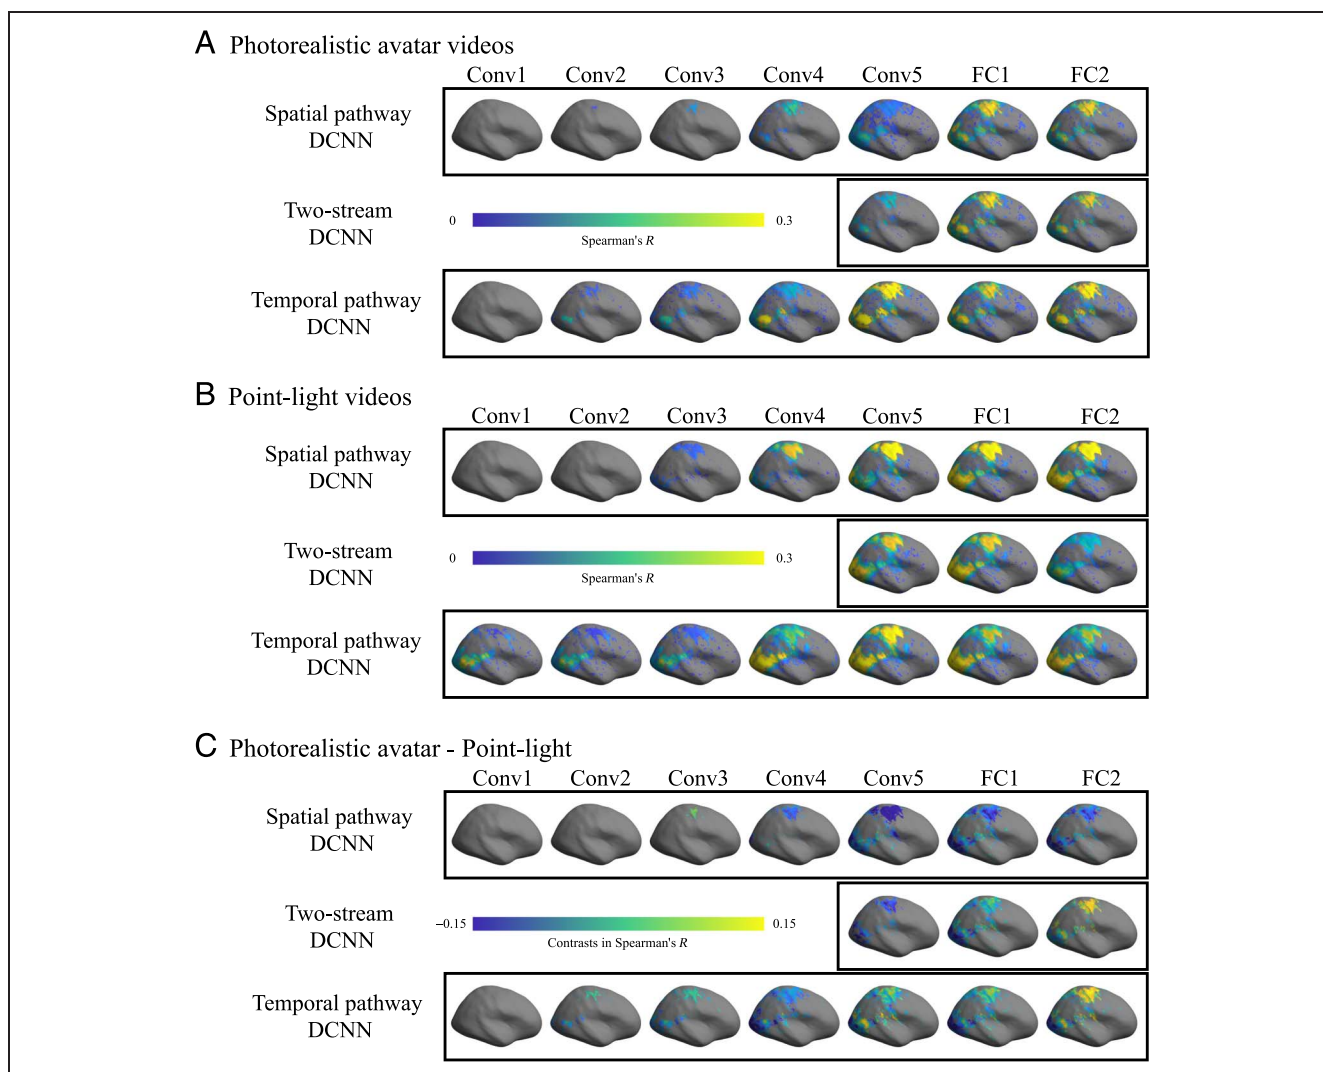 A Photorealistic avatar videos
Conv1 Conv2 Conv3 Conv4 Conv5 FC1 FC2
Spatial pathway
DCNN
Two-stream
DCNN
0 0.3
Spearman's R
Temporal pathway
DCNN
B Point-light videos
Conv1 Conv2 Conv3 Conv4 Conv5 FC1 FC2
Spatial pathway
DCNN
Two-stream
DCNN
0 0.3
Spearman's R
Temporal pathway
DCNN
C Photorealistic avatar - Point-light
Conv1 Conv2 Conv3 Conv4 Conv5 FC1 FC2
Spatial pathway
DCNN
Two-stream
DCNN
−0.15 0.15
Contrasts in Spearman's R
Temporal pathway
DCNN